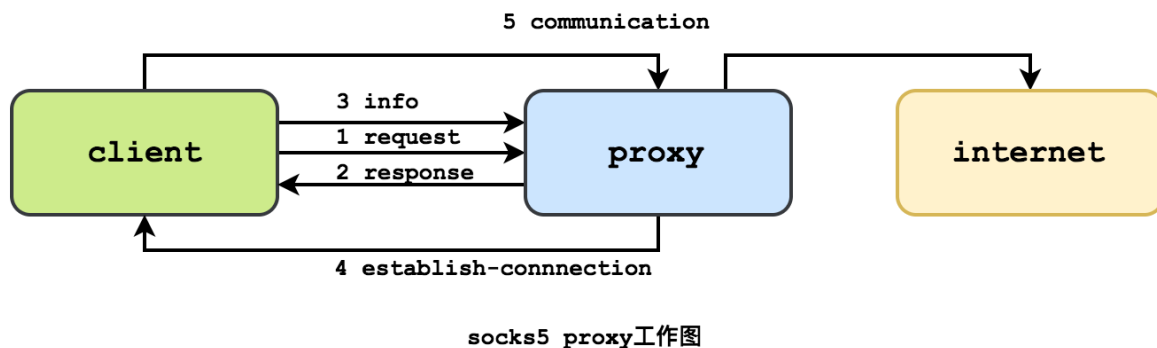 5 communication
3 info
1 request
client
proxy
internet
2 response
4 establish-connnection
socks5 proxy工作图